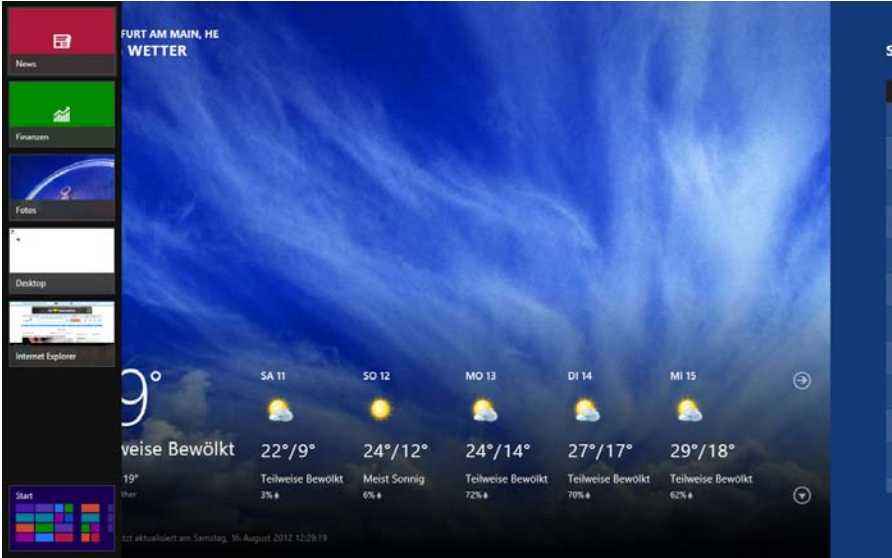 News
Finanzen
Fotos
Desktop
Internet Explorer
Start
FURT AM MAIN, HE
WETTER
9°
weise Bewölkt
19°
ther
SA 11
22°/9°
Teilweise Bewölkt
3%
SO 12
24°/12°
Meist Sonnig
6%
MO 13
24°/14°
Teilweise Bewölkt
72%
DI 14
27°/17°
Teilweise Bewölkt
70%
MI 15
29°/18°
Teilweise Bewölkt
62%
tzt aktualisiert am Samstag, 16. August 2012 12:29:19
S